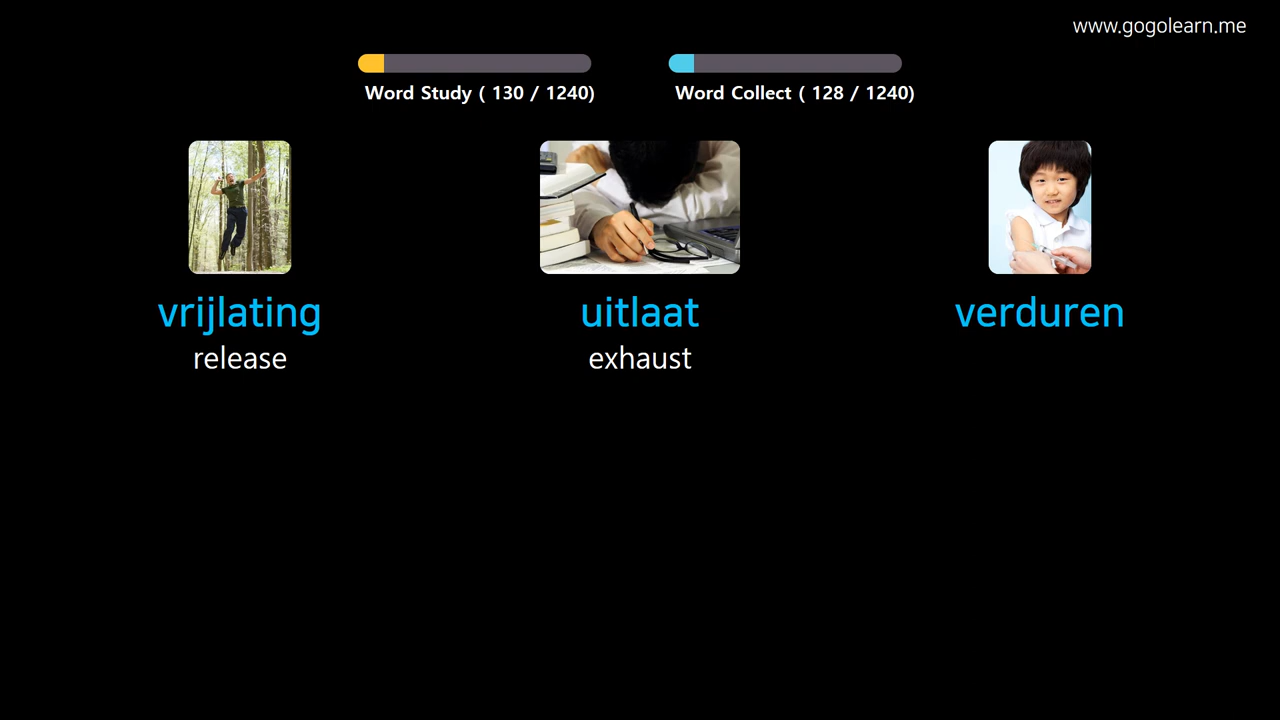 www.gogolearn.me
Word Study ( 130 / 1240)
Word Collect ( 128 / 1240)
vrijlating
release
uitlaat
exhaust
verduren